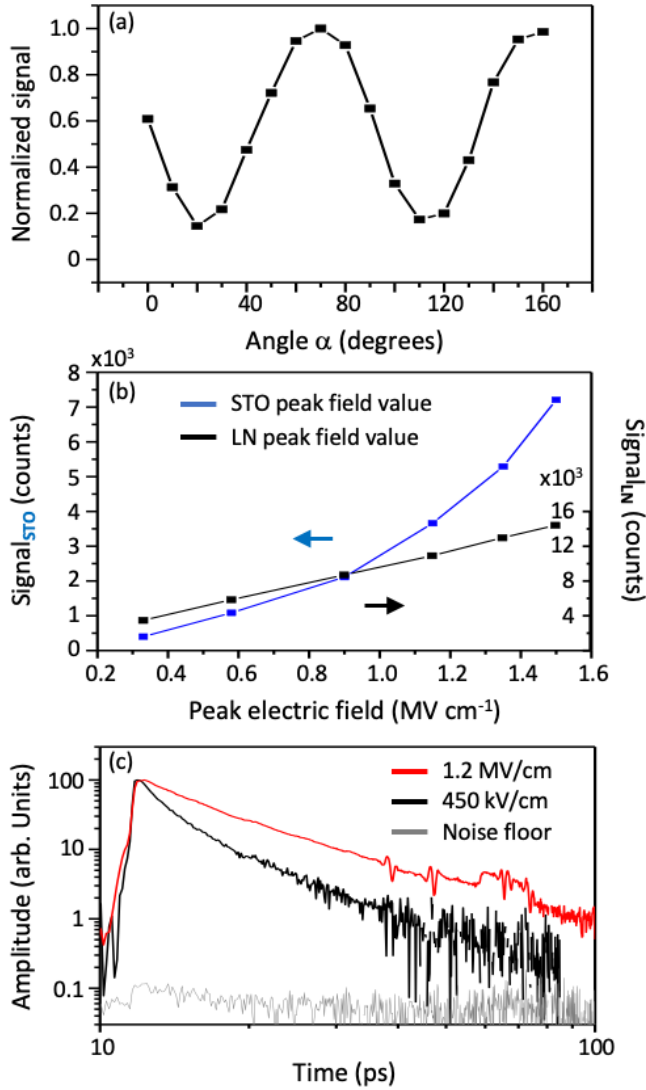 (a)
1.0
0.8
0.6
0.4
0.2
0
Normalized signal
0 40 80 120 160
Angle α (degrees)
x10³
(b)
8
7
6
5
4
3
2
1
0
Signal_STO (counts)
STO peak field value
LN peak field value
x10³
16
12
8
4
Signal_LN (counts)
0.2 0.4 0.6 0.8 1.0 1.2 1.4 1.6
Peak electric field (MV cm⁻¹)
(c)
100
10
1
0.1
Amplitude (arb. Units)
1.2 MV/cm
450 kV/cm
Noise floor
10 100
Time (ps)